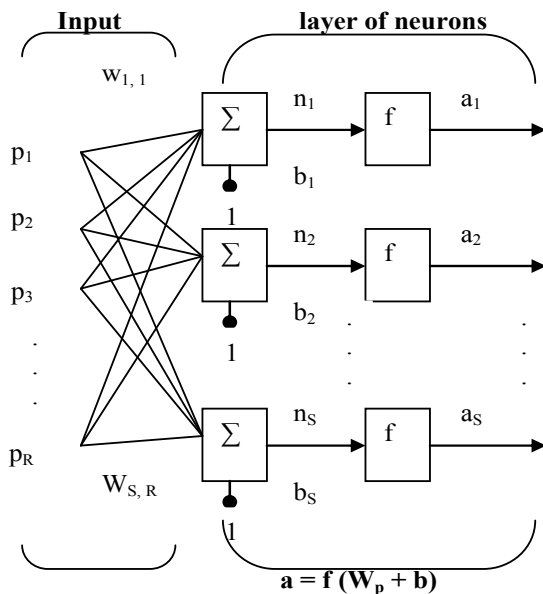 Input layer of neurons
w1, 1
n1 a1
Σ f
p1
b1
1
p2 n2 a2
Σ f
p3
b2
1
. . .
. . .
. . .
nS aS
Σ f
pR
WS, R
bS
1
a = f (Wp + b)